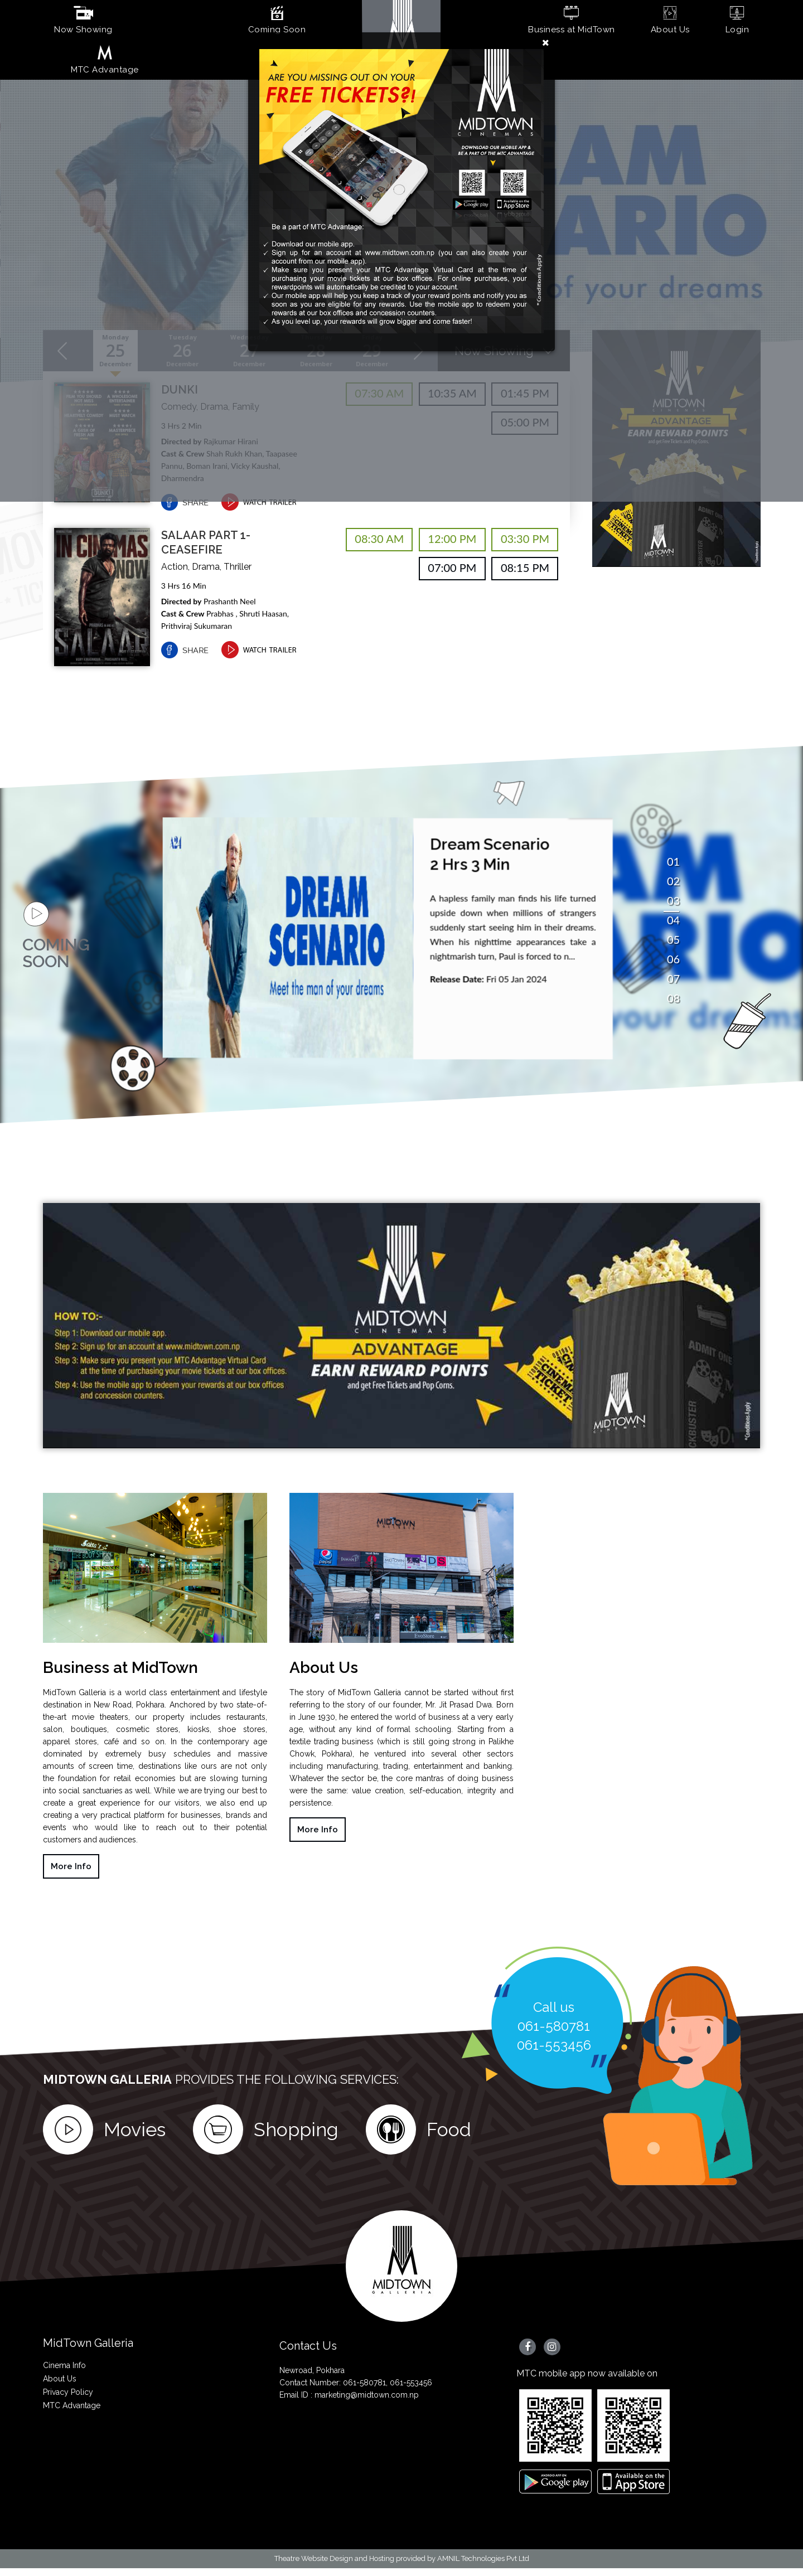 Now Showing
Coming Soon
Business at MidTown
About Us
Login
MTC Advantage
ARE YOU MISSING OUT ON YOUR
FREE TICKETS?!
MIDTOWN
CINEMAS
DOWNLOAD OUR MOBILE APP &
BE A PART OF THE MTC ADVANTAGE
Google play
Available on the
App Store
Be a part of MTC Advantage:
✓ Download our mobile app.
✓ Sign up for an account at www.midtown.com.np (you can also create your
account from our mobile app).
✓ Make sure you present your MTC Advantage Virtual Card at the time of
purchasing your movie tickets at our box offices. For online purchases, your
rewardpoints will automatically be credited to your account.
✓ Our mobile app will help you keep a track of your reward points and notify you as
soon as you are eligible for any rewards. Use the mobile app to redeem your
rewards at our box offices and concession counters.
✓ As you level up, your rewards will grow bigger and come faster!
*Conditions Apply
Monday
25
December
Tuesday
26
December
December
December
December
Now Showing
DUNKI
Comedy, Drama, Family
3 Hrs 2 Min
Directed by Rajkumar Hirani
Cast & Crew Shah Rukh Khan, Taapasee
Pannu, Boman Irani, Vicky Kaushal,
Dharmendra
SHARE
WATCH TRAILER
07:30 AM
10:35 AM
01:45 PM
05:00 PM
MIDTOWN
CINEMAS
ADVANTAGE
EARN REWARD POINTS
and get Free Tickets and Pop Corns.
IN CINEMAS
NOW
SALAAR
SALAAR PART 1-
CEASEFIRE
Action, Drama, Thriller
3 Hrs 16 Min
Directed by Prashanth Neel
Cast & Crew Prabhas , Shruti Haasan,
Prithviraj Sukumaran
SHARE
WATCH TRAILER
08:30 AM
12:00 PM
03:30 PM
07:00 PM
08:15 PM
COMING
SOON
DREAM
SCENARIO
Meet the man of your dreams
Dream Scenario
2 Hrs 3 Min
A hapless family man finds his life turned
upside down when millions of strangers
suddenly start seeing him in their dreams.
When his nighttime appearances take a
nightmarish turn, Paul is forced to n...
Release Date: Fri 05 Jan 2024
01
02
03
04
05
06
07
08
HOW TO:-
Step 1: Download our mobile app.
Step 2: Sign up for an account at www.midtown.com.np
Step 3: Make sure you present your MTC Advantage Virtual Card
at the time of purchasing your movie tickets at our box offices.
Step 4: Use the mobile app to redeem your rewards at our box offices
and concession counters.
MIDTOWN
CINEMAS
ADVANTAGE
EARN REWARD POINTS
and get Free Tickets and Pop Corns.
CINEMA TICKET
ADMIT ONE
MIDTOWN
*Conditions Apply
MIDTOWN
pepsi
Business at MidTown
MidTown Galleria is a world class entertainment and lifestyle
destination in New Road, Pokhara. Anchored by two state-of-
the-art movie theaters, our property includes restaurants,
salon, boutiques, cosmetic stores, kiosks, shoe stores,
apparel stores, café and so on. In the contemporary age
dominated by extremely busy schedules and massive
amounts of screen time, destinations like ours are not only
the foundation for retail economies but are slowing turning
into social sanctuaries as well. While we are trying our best to
create a great experience for our visitors, we also end up
creating a very practical platform for businesses, brands and
events who would like to reach out to their potential
customers and audiences.
More Info
About Us
The story of MidTown Galleria cannot be started without first
referring to the story of our founder, Mr. Jit Prasad Dwa. Born
in June 1930, he entered the world of business at a very early
age, without any kind of formal schooling. Starting from a
textile trading business (which is still going strong in Palikhe
Chowk, Pokhara), he ventured into several other sectors
including manufacturing, trading, entertainment and banking.
Whatever the sector be, the core mantras of doing business
were the same: value creation, self-education, integrity and
persistence.
More Info
Call us
061-580781
061-553456
MIDTOWN GALLERIA PROVIDES THE FOLLOWING SERVICES:
Movies
Shopping
Food
MIDTOWN
GALLERIA
MidTown Galleria
Cinema Info
About Us
Privacy Policy
MTC Advantage
Contact Us
Newroad, Pokhara
Contact Number: 061-580781, 061-553456
Email ID : marketing@midtown.com.np
MTC mobile app now available on
ANDROID APP ON
Google play
Available on the
App Store
Theatre Website Design and Hosting provided by AMNIL Technologies Pvt Ltd